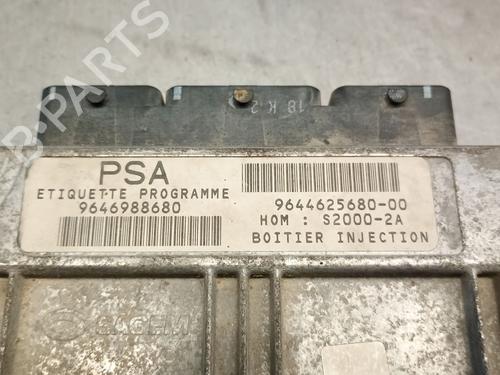 B-PARTS
18 K 2
PSA
ETIQUETTE PROGRAMME
9646988680
9644625680-00
HOM : S2000-2A
BOITIER INJECTION
SAGEM